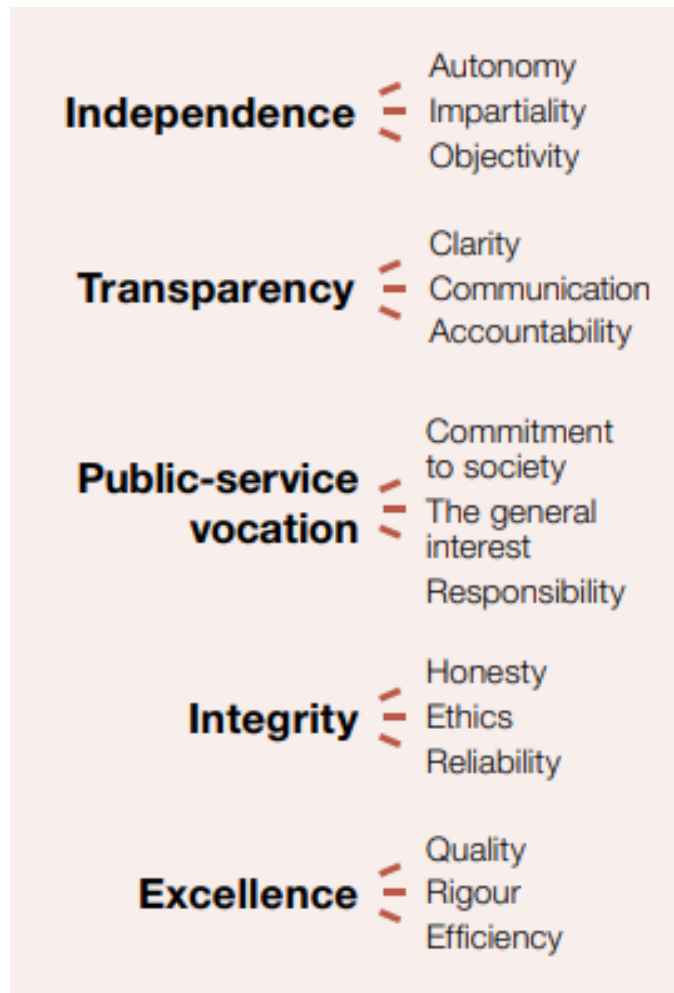 Independence
Autonomy
Impartiality
Objectivity
Transparency
Clarity
Communication
Accountability
Public-service
vocation
Commitment
to society
The general
interest
Responsibility
Integrity
Honesty
Ethics
Reliability
Excellence
Quality
Rigour
Efficiency